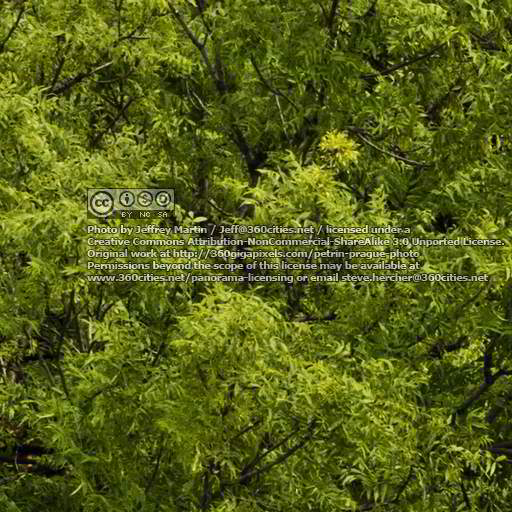 cc
BY NC SA
Photo by Jeffrey Martin / Jeff@360cities.net / licensed under a
Creative Commons Attribution-NonCommercial-ShareAlike 3.0 Unported License.
Original work at http://360gigapixels.com/petrin-prague-photo
Permissions beyond the scope of this license may be available at
www.360cities.net/panorama-licensing or email steve.hercher@360cities.net